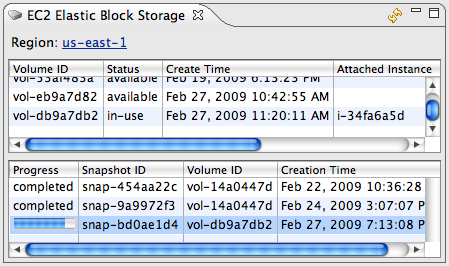 EC2 Elastic Block Storage
Region: us-east-1
Volume ID Status Create Time Attached Instance
vol-53af485a available Feb 19, 2009 6:13:23 PM
vol-eb9a7d82 available Feb 27, 2009 10:42:55 AM
vol-db9a7db2 in-use Feb 27, 2009 11:20:11 AM i-34fa6a5d
Progress Snapshot ID Volume ID Creation Time
completed snap-454aa22c vol-14a0447d Feb 22, 2009 10:36:28
completed snap-9a9972f3 vol-14a0447d Feb 24, 2009 3:07:07 P
snap-bd0ae1d4 vol-db9a7db2 Feb 27, 2009 7:13:08 P